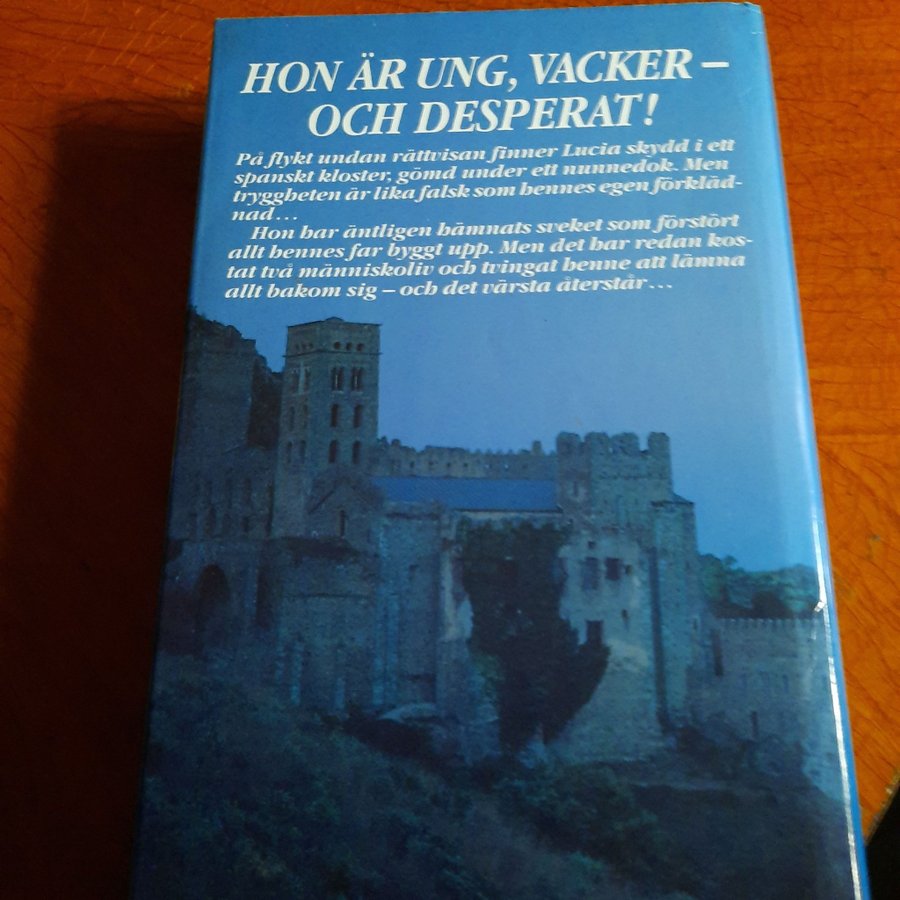 HON ÄR UNG, VACKER –
OCH DESPERAT!
På flykt undan rättvisan finner Lucia skydd i ett
spanskt kloster, gömd under ett nunnedok. Men
tryggheten är lika falsk som hennes egen förkläd-
nad...
Hon har äntligen hämnats sveket som förstört
allt hennes far byggt upp. Men det har redan kos-
tat två människoliv och tvingat henne att lämna
allt bakom sig – och det värsta återstår...